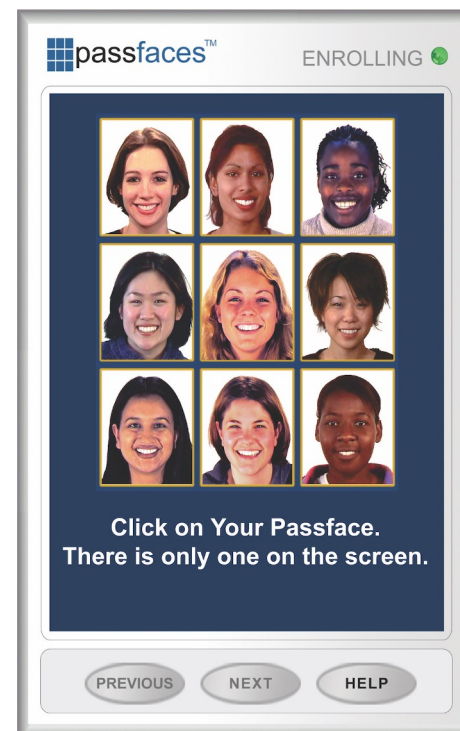 passfaces™
ENROLLING
Click on Your Passface.
There is only one on the screen.
PREVIOUS
NEXT
HELP